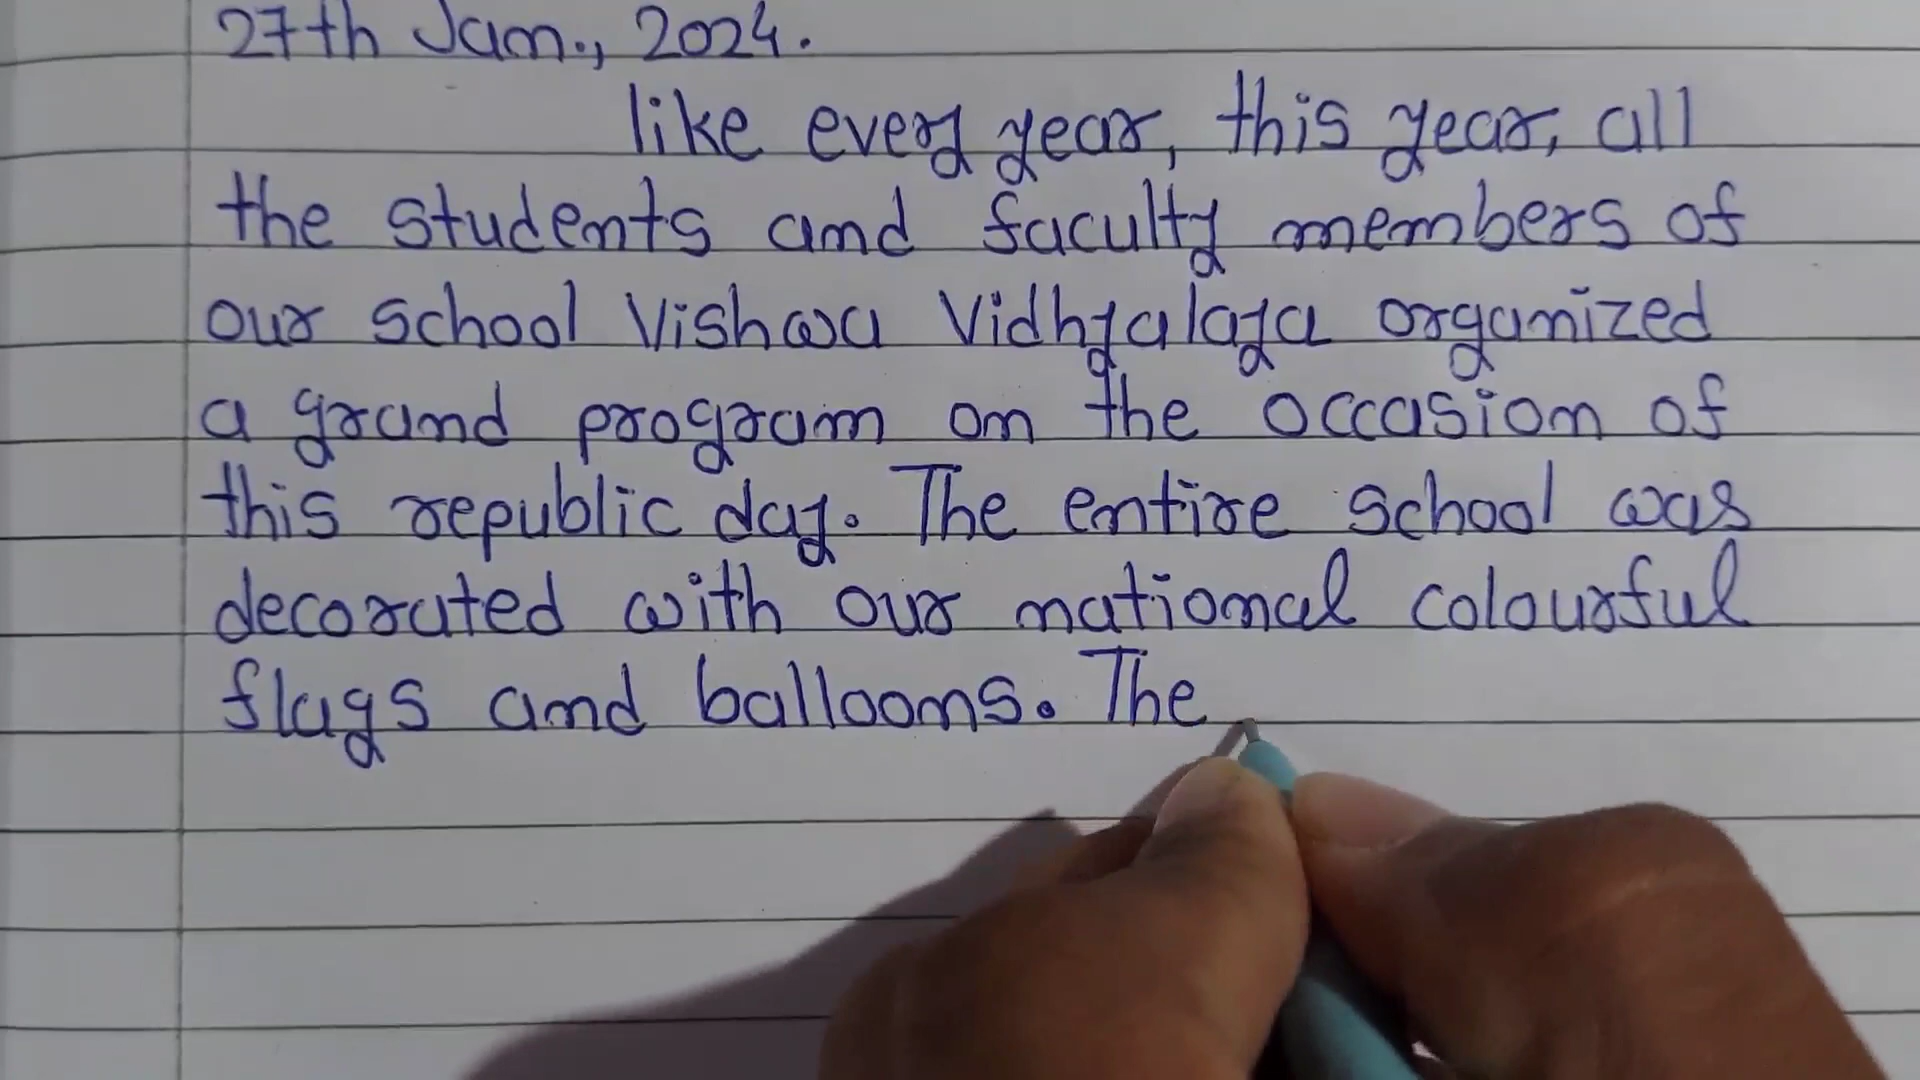 27th Jan., 2024.
like every year, this year, all
the students and faculty members of
our school Vishwa Vidhyalaya organized
a grand program on the occasion of
this republic day. The entire school was
decorated with our national colourful
flags and balloons. The